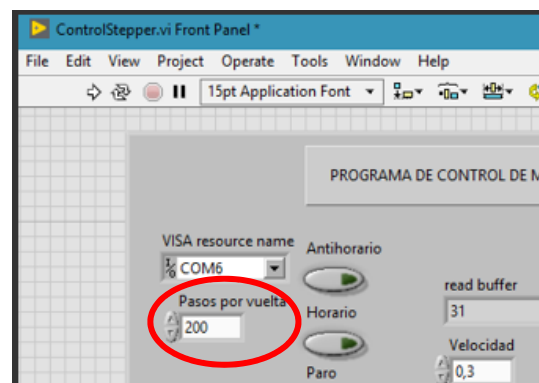 ControlStepper.vi Front Panel *
File Edit View Project Operate Tools Window Help
15pt Application Font
PROGRAMA DE CONTROL DE M
VISA resource name
COM6
Antihorario
Pasos por vuelta
200
Horario
Paro
read buffer
31
Velocidad
0,3